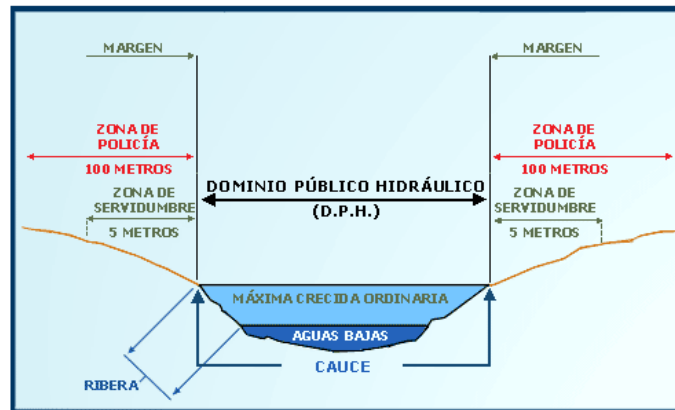 MARGEN
MARGEN
ZONA DE
POLICÍA
100 METROS
ZONA DE
POLICÍA
100 METROS
ZONA DE
SERVIDUMBRE
5 METROS
DOMINIO PÚBLICO HIDRÁULICO
(D.P.H.)
ZONA DE
SERVIDUMBRE
5 METROS
MÁXIMA CRECIDA ORDINARIA
AGUAS BAJAS
CAUCE
RIBERA